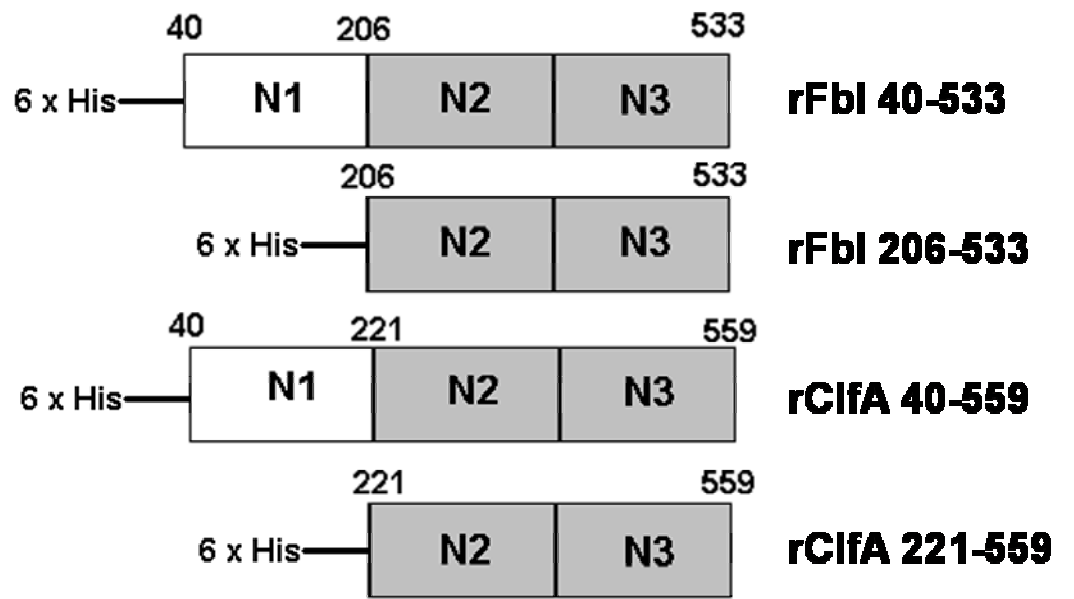 40 206 533
6 x His N1 N2 N3 rFbl 40-533
206 533
6 x His N2 N3 rFbl 206-533
40 221 559
6 x His N1 N2 N3 rClfA 40-559
221 559
6 x His N2 N3 rClfA 221-559